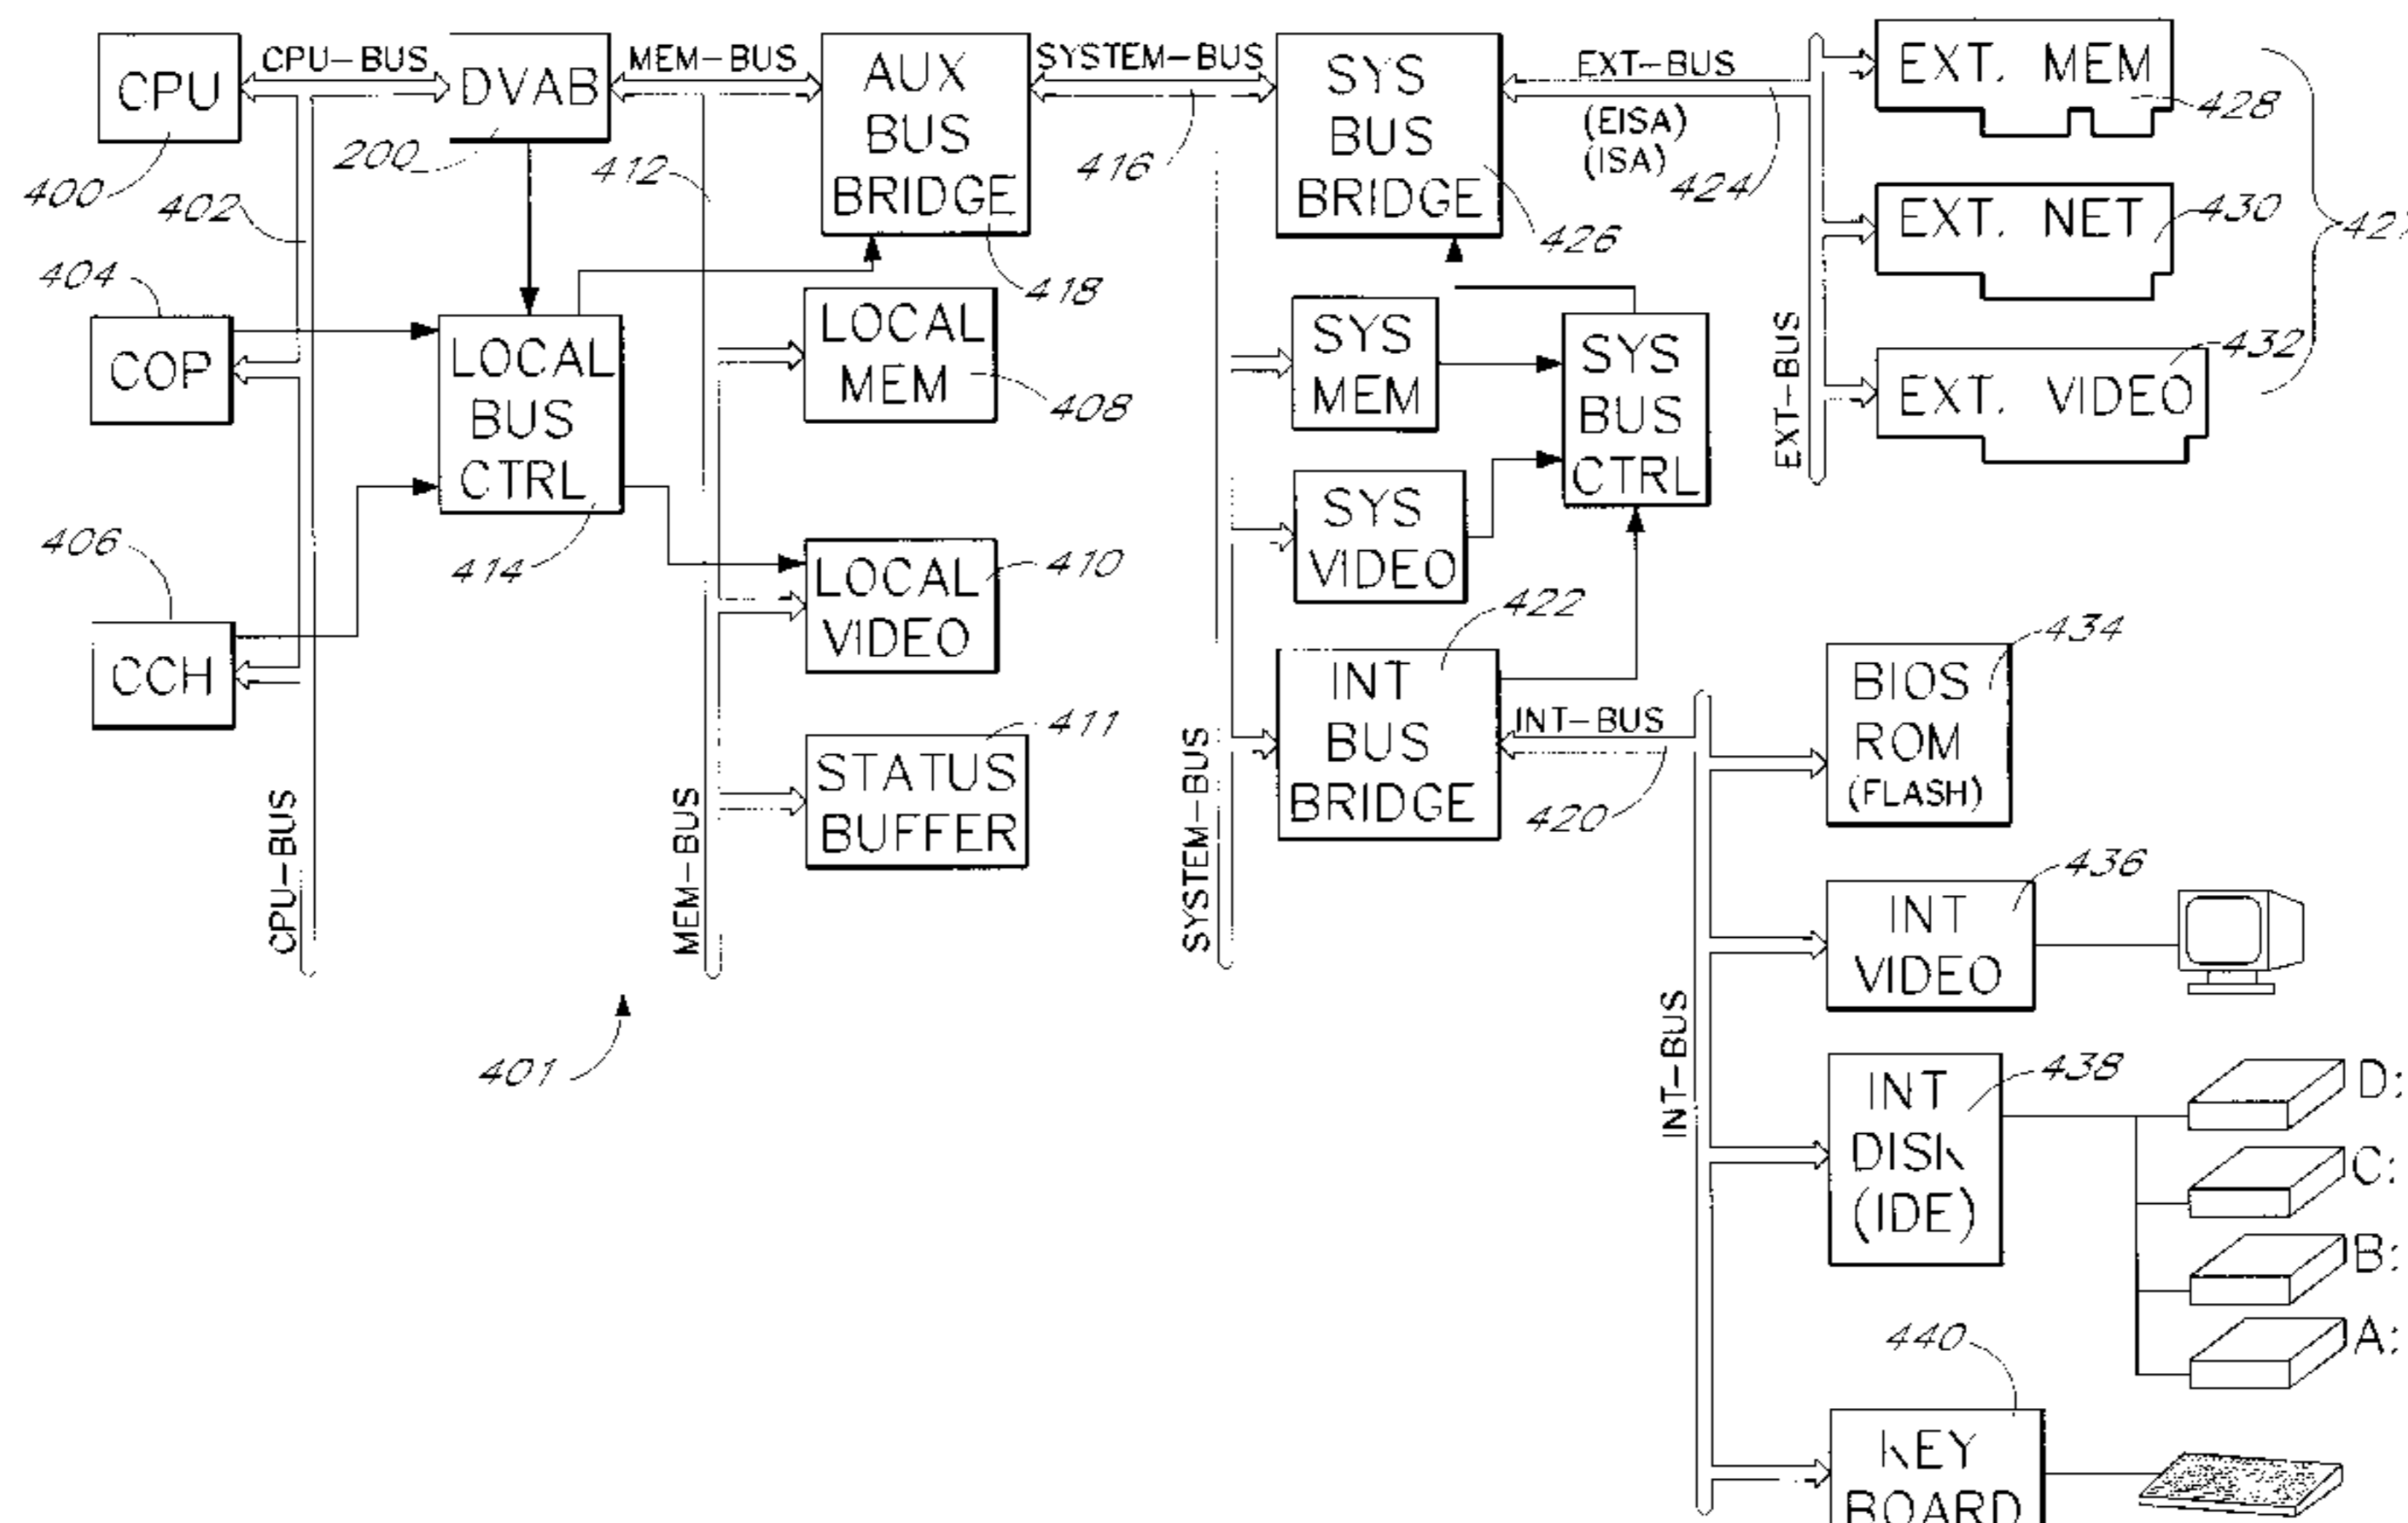 CPU
CPU-BUS
DVAB
MEM-BUS
AUX
BUS
BRIDGE
SYSTEM-BUS
SYS
BUS
BRIDGE
EXT-BUS
(EISA)
(ISA)
EXT. MEM
428
400
402
200
412
418
416
426
424
EXT. NET
430
EXT. VIDEO
432
EXT-BUS
404
COP
LOCAL
BUS
CTRL
414
LOCAL
MEM
408
SYS
MEM
SYS
BUS
CTRL
SYS
VIDEO
406
CCH
LOCAL
VIDEO
410
STATUS
BUFFER
411
INT
BUS
BRIDGE
422
INT-BUS
420
CPU-BUS
MEM-BUS
SYSTEM-BUS
401
BIOS
ROM
(FLASH)
434
INT
VIDEO
436
INT-BUS
INT
DISK
(IDE)
438
D:
C:
B:
A:
440
KEY
BOARD